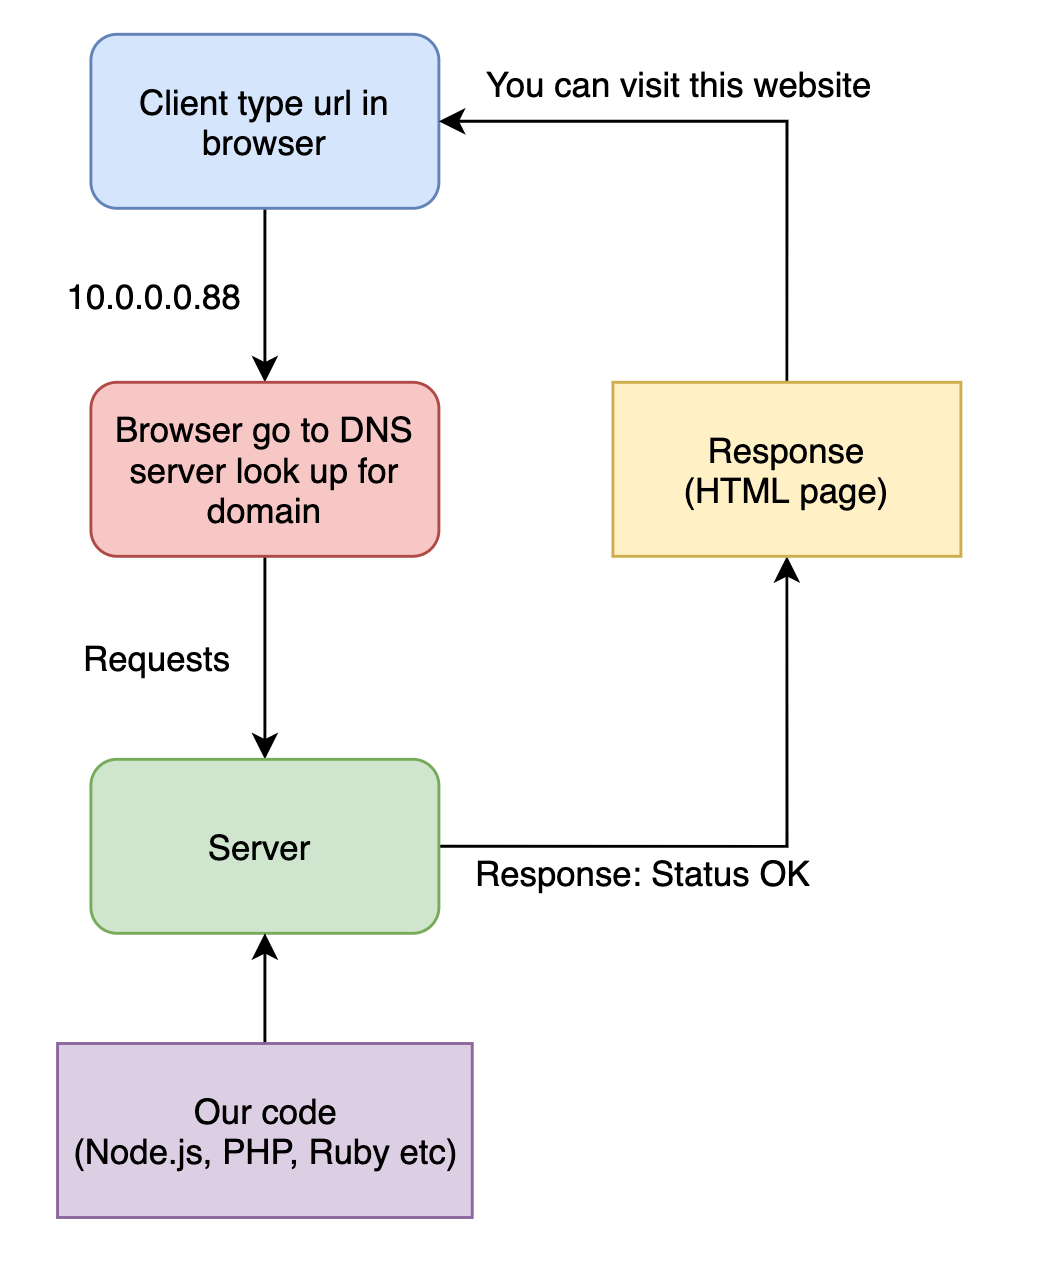 Client type url in
browser
You can visit this website
10.0.0.0.88
Browser go to DNS
server look up for
domain
Response
(HTML page)
Requests
Server
Response: Status OK
Our code
(Node.js, PHP, Ruby etc)